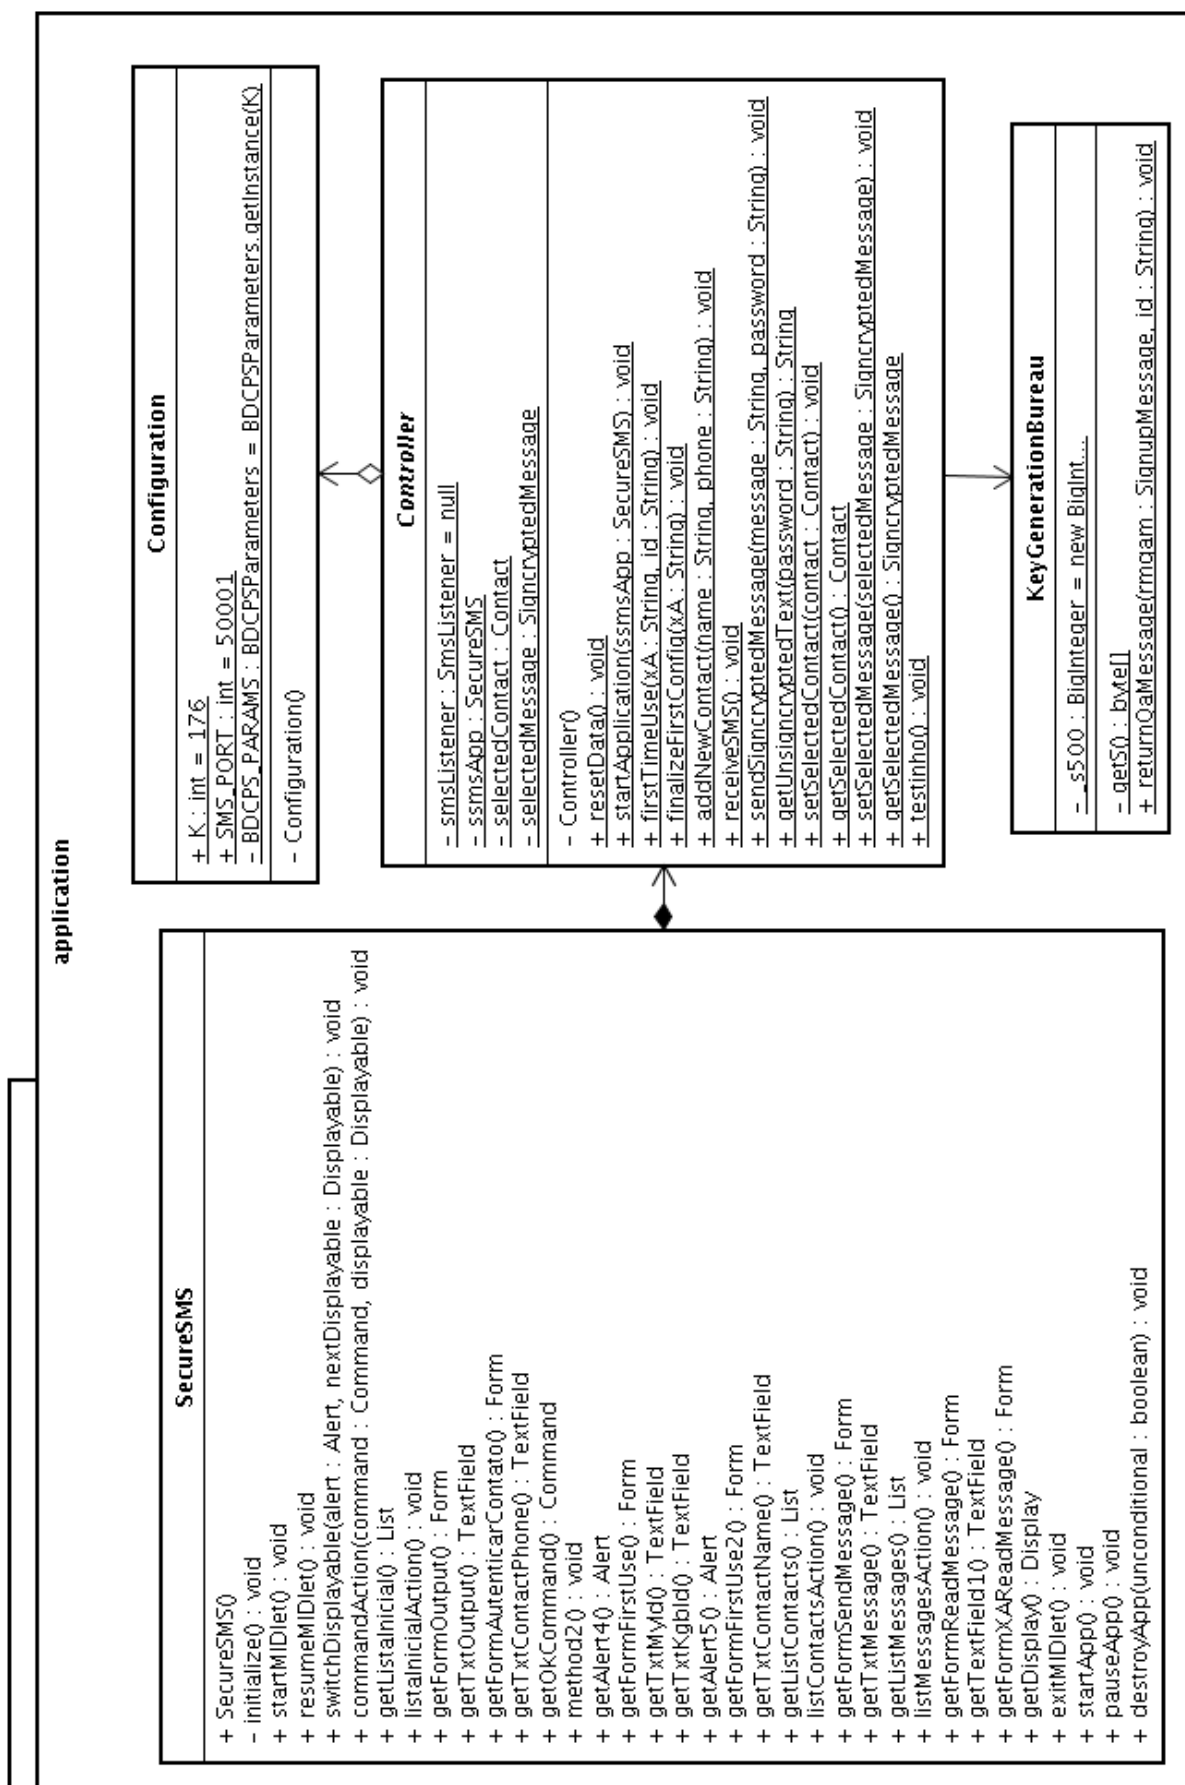 application
SecureSMS
+ SecureSMS()
- initialize() : void
+ startMIDlet() : void
+ resumeMIDlet() : void
+ switchDisplayable(alert : Alert, nextDisplayable : Displayable) : void
+ commandAction(command : Command, displayable : Displayable) : void
+ getListaInicial() : List
+ listaInicialAction() : void
+ getFormOutput() : Form
+ getTxtOutput() : TextField
+ getFormAutenticarContato() : Form
+ getTxtContactPhone() : TextField
+ getOKCommand() : Command
+ method2() : void
+ getAlert4() : Alert
+ getFormFirstUse() : Form
+ getTxtMyId() : TextField
+ getTxtKgbId() : TextField
+ getAlert5() : Alert
+ getFormFirstUse2() : Form
+ getTxtContactName() : TextField
+ getListContacts() : List
+ listContactsAction() : void
+ getFormSendMessage() : Form
+ getTxtMessage() : TextField
+ getListMessages() : List
+ listMessagesAction() : void
+ getFormReadMessage() : Form
+ getTextField1() : TextField
+ getFormXAReadMessage() : Form
+ getDisplay() : Display
+ exitMIDlet() : void
+ startApp() : void
+ pauseApp() : void
+ destroyApp(unconditional : boolean) : void
Configuration
+ K : int = 176
+ SMS_PORT : int = 50001
- BDCPS_PARAMS : BDCPSParameters = BDCPSParameters.getInstance(K)
- Configuration()
Controller
- smsListener : SmsListener = null
- ssmsApp : SecureSMS
- selectedContact : Contact
- selectedMessage : SigncryptedMessage
- Controller()
+ resetData() : void
+ startApplication(ssmsApp : SecureSMS) : void
+ firstTimeUse(xA : String, id : String) : void
+ finalizeFirstConfig(xA : String) : void
+ addNewContact(name : String, phone : String) : void
+ receiveSMS() : void
+ sendSigncryptedMessage(message : String, password : String) : void
+ getUnsigncryptedText(password : String) : String
+ setSelectedContact(contact : Contact) : void
+ getSelectedContact() : Contact
+ setSelectedMessage(selectedMessage : SigncryptedMessage) : void
+ getSelectedMessage() : SigncryptedMessage
+ testinho() : void
KeyGenerationBureau
- _s500 : BigInteger = new BigInt...
- getS() : byte[]
+ returnQaMessage(rmqam : SignupMessage, id : String) : void